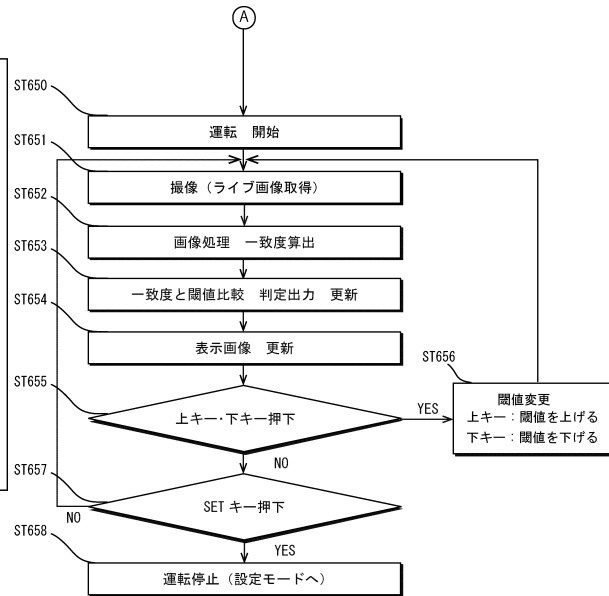 A
ST650
運転　開始
ST651
撮像（ライブ画像取得）
ST652
画像処理　一致度算出
ST653
一致度と閾値比較　判定出力　更新
ST654
表示画像　更新
ST655
上キー・下キー押下
YES
ST656
閾値変更
上キー：閾値を上げる
下キー：閾値を下げる
NO
ST657
SET キー押下
NO
YES
ST658
運転停止（設定モードへ）